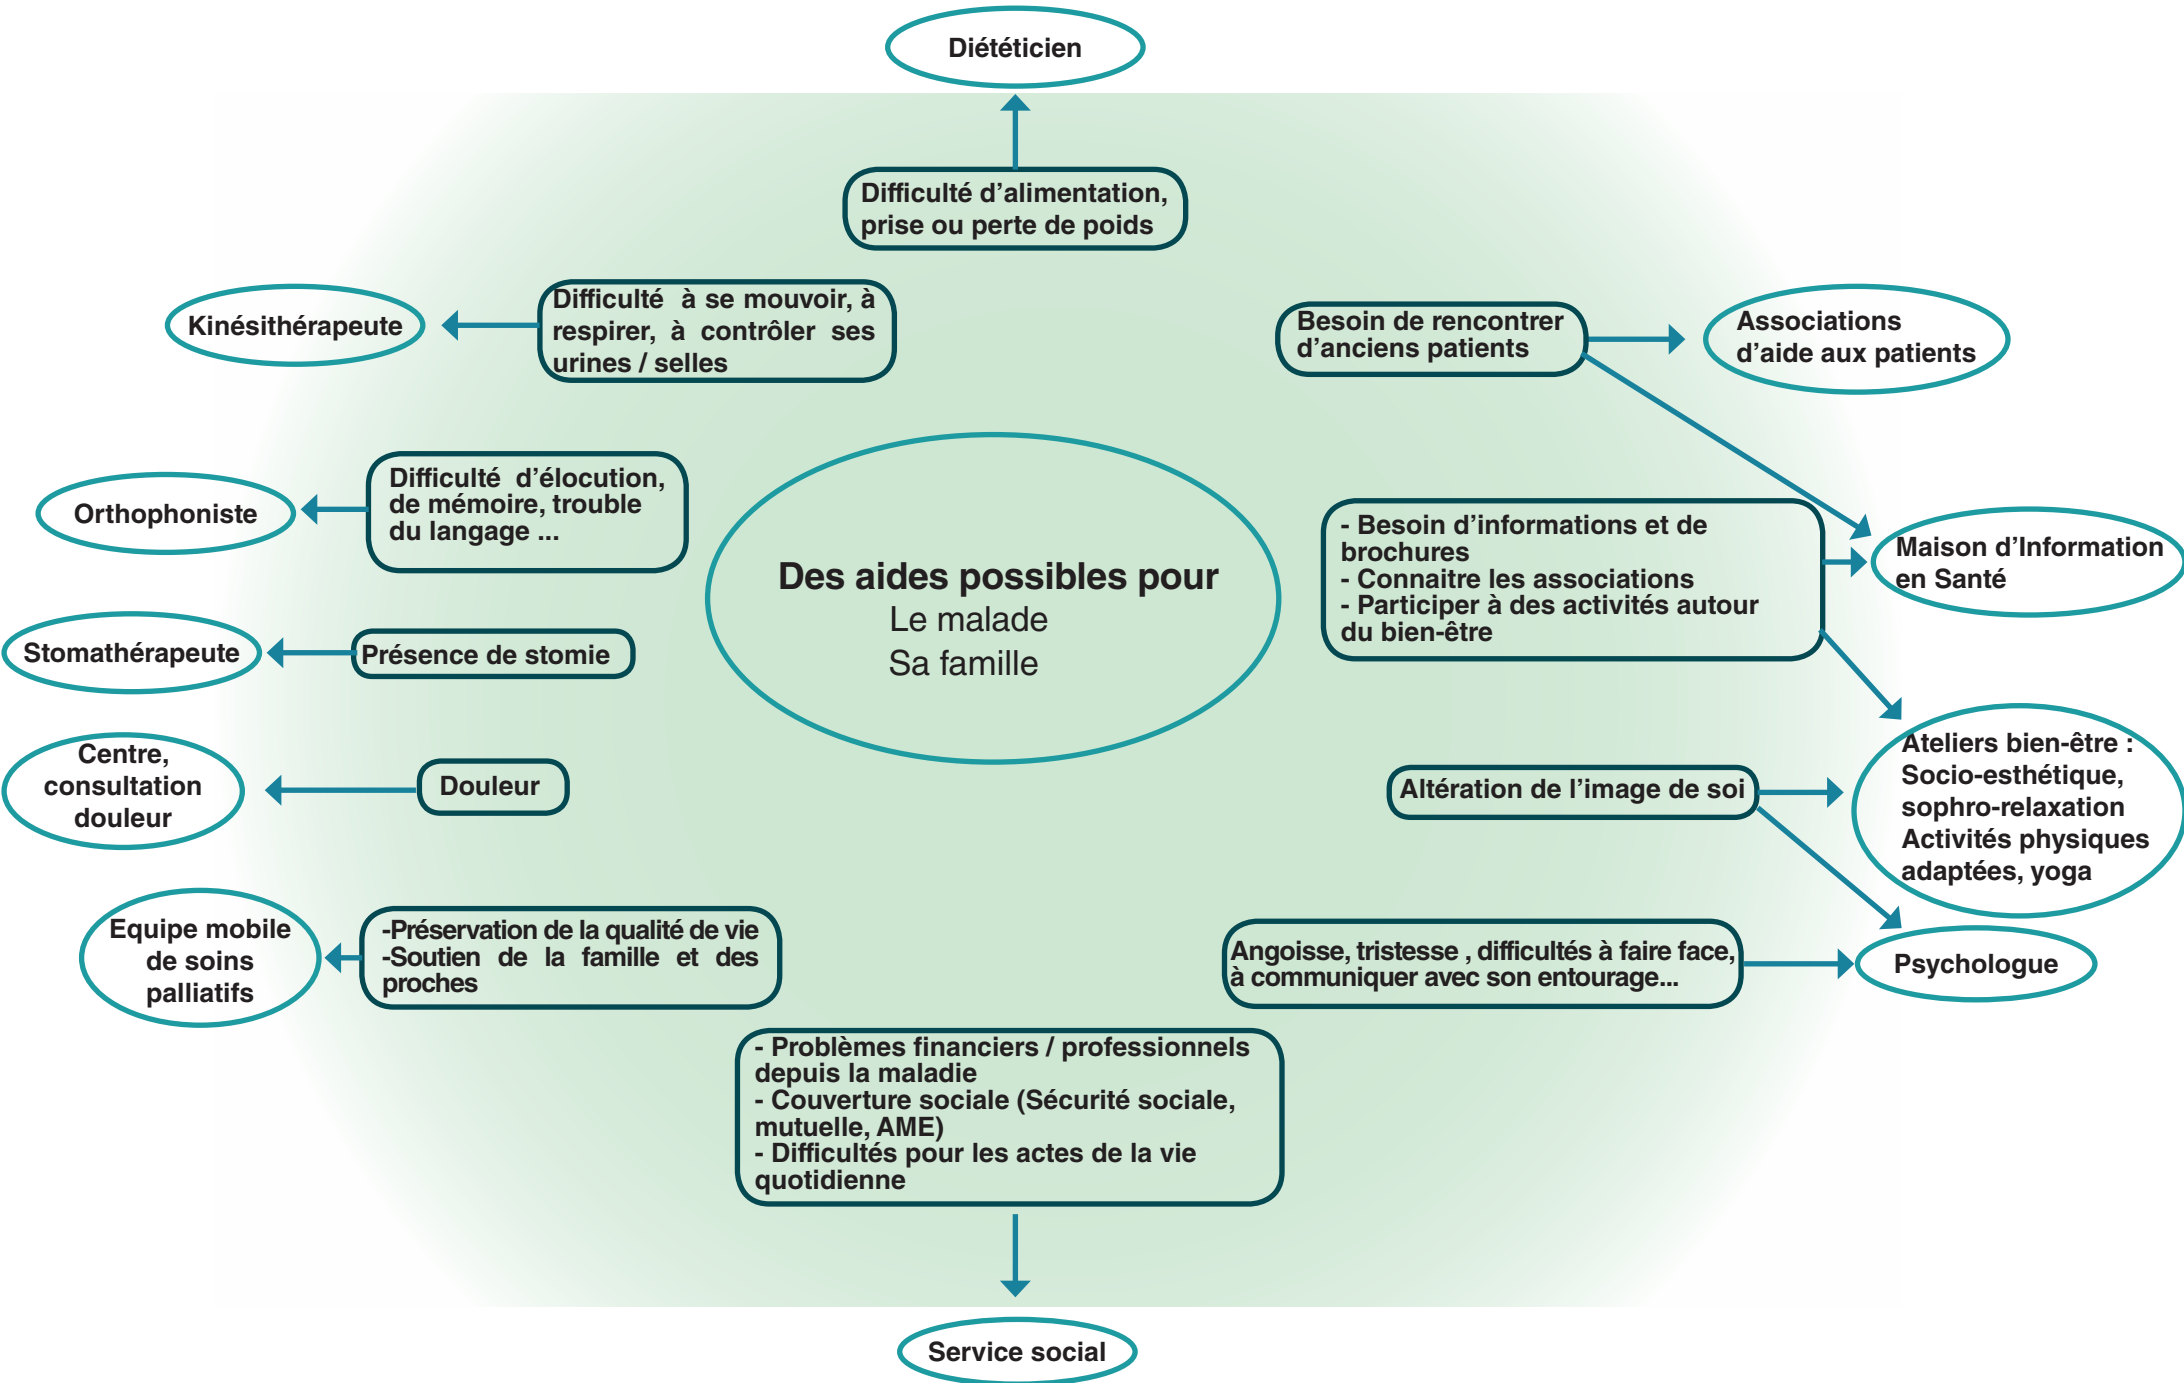 Diététicien
Difficulté d’alimentation,
prise ou perte de poids
Kinésithérapeute
Difficulté à se mouvoir, à
respirer, à contrôler ses
urines / selles
Besoin de rencontrer
d’anciens patients
Associations
d’aide aux patients
Orthophoniste
Difficulté d’élocution,
de mémoire, trouble
du langage ...
Des aides possibles pour
Le malade
Sa famille
- Besoin d’informations et de
brochures
- Connaitre les associations
- Participer à des activités autour
du bien-être
Maison d’Information
en Santé
Stomathérapeute
Présence de stomie
Centre,
consultation
douleur
Douleur
Altération de l’image de soi
Ateliers bien-être :
Socio-esthétique,
sophro-relaxation
Activités physiques
adaptées, yoga
Equipe mobile
de soins
palliatifs
-Préservation de la qualité de vie
-Soutien de la famille et des
proches
Angoisse, tristesse , difficultés à faire face,
à communiquer avec son entourage...
Psychologue
- Problèmes financiers / professionnels
depuis la maladie
- Couverture sociale (Sécurité sociale,
mutuelle, AME)
- Difficultés pour les actes de la vie
quotidienne
Service social